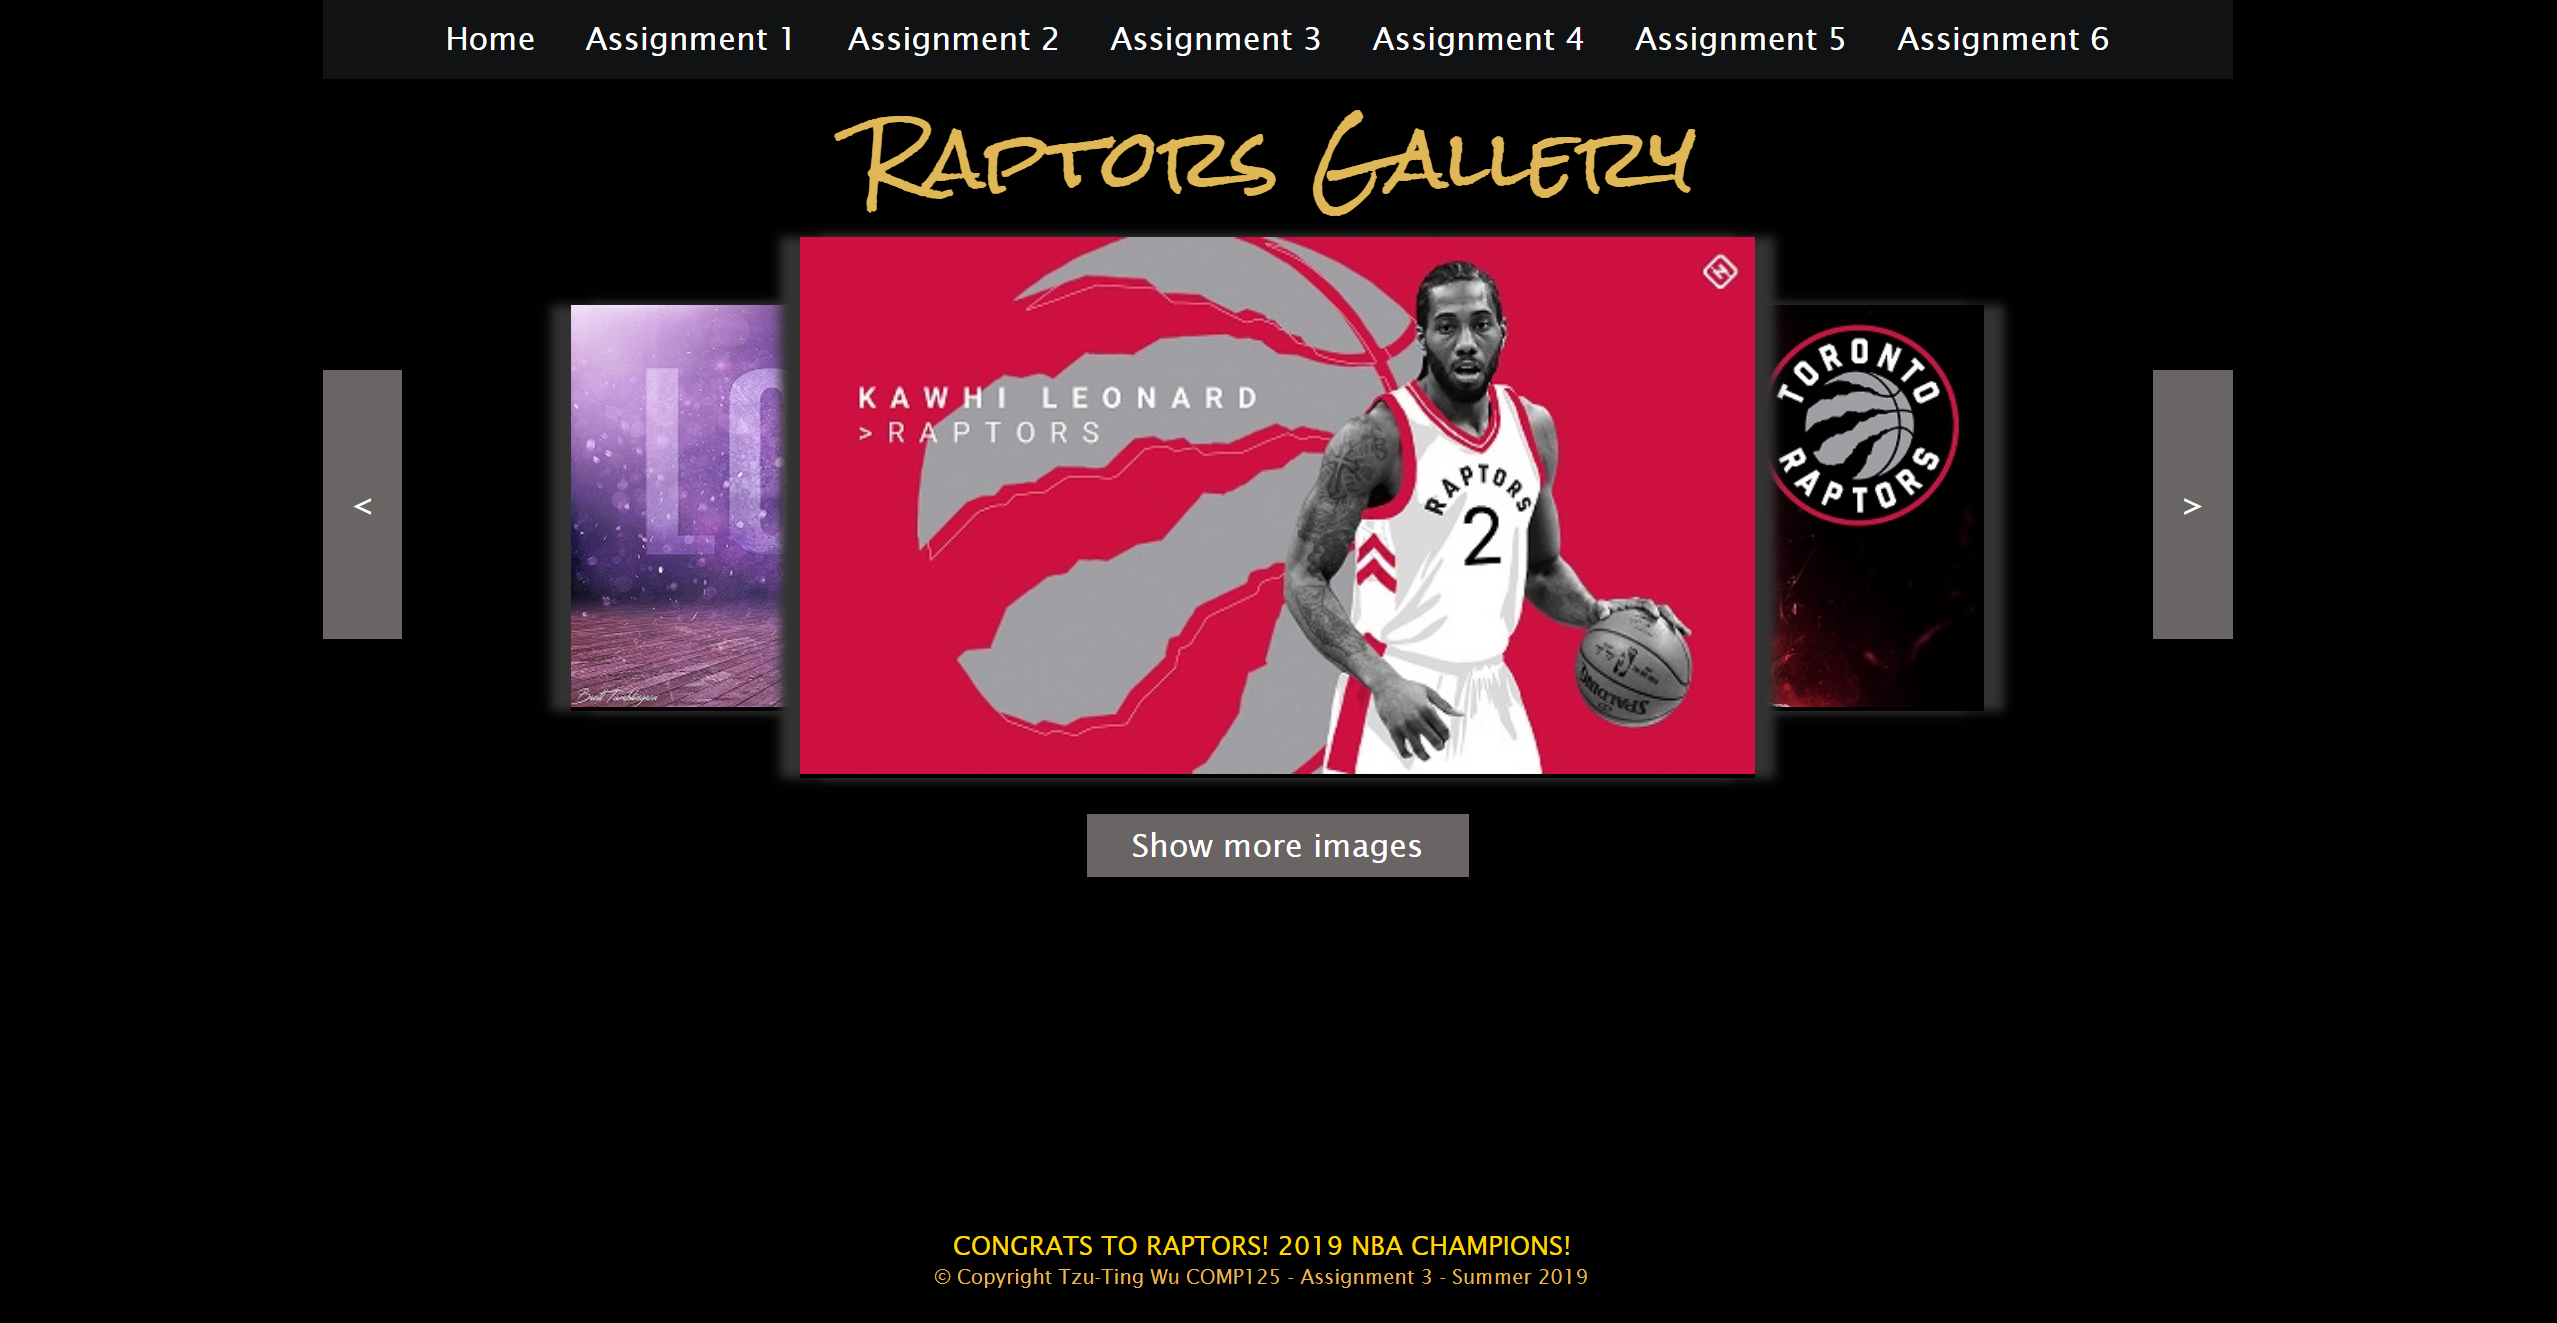 Home Assignment 1 Assignment 2 Assignment 3 Assignment 4 Assignment 5 Assignment 6
Raptors Gallery
LO
KAWHI LEONARD
>RAPTORS
RAPTORS
2
SPALDING
TORONTO
RAPTORS
<
>
Show more images
CONGRATS TO RAPTORS! 2019 NBA CHAMPIONS!
© Copyright Tzu-Ting Wu COMP125 - Assignment 3 - Summer 2019